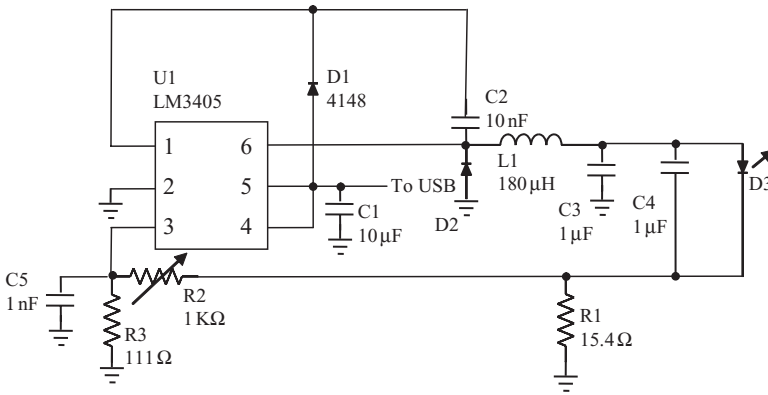 U1
LM3405
D1
4148
C2
10 nF
1
2
3
6
5
4
To USB
C1
10 µF
D2
L1
180 µH
C3
1 µF
C4
1 µF
D3
C5
1 nF
R2
1 KΩ
R3
111 Ω
R1
15.4 Ω